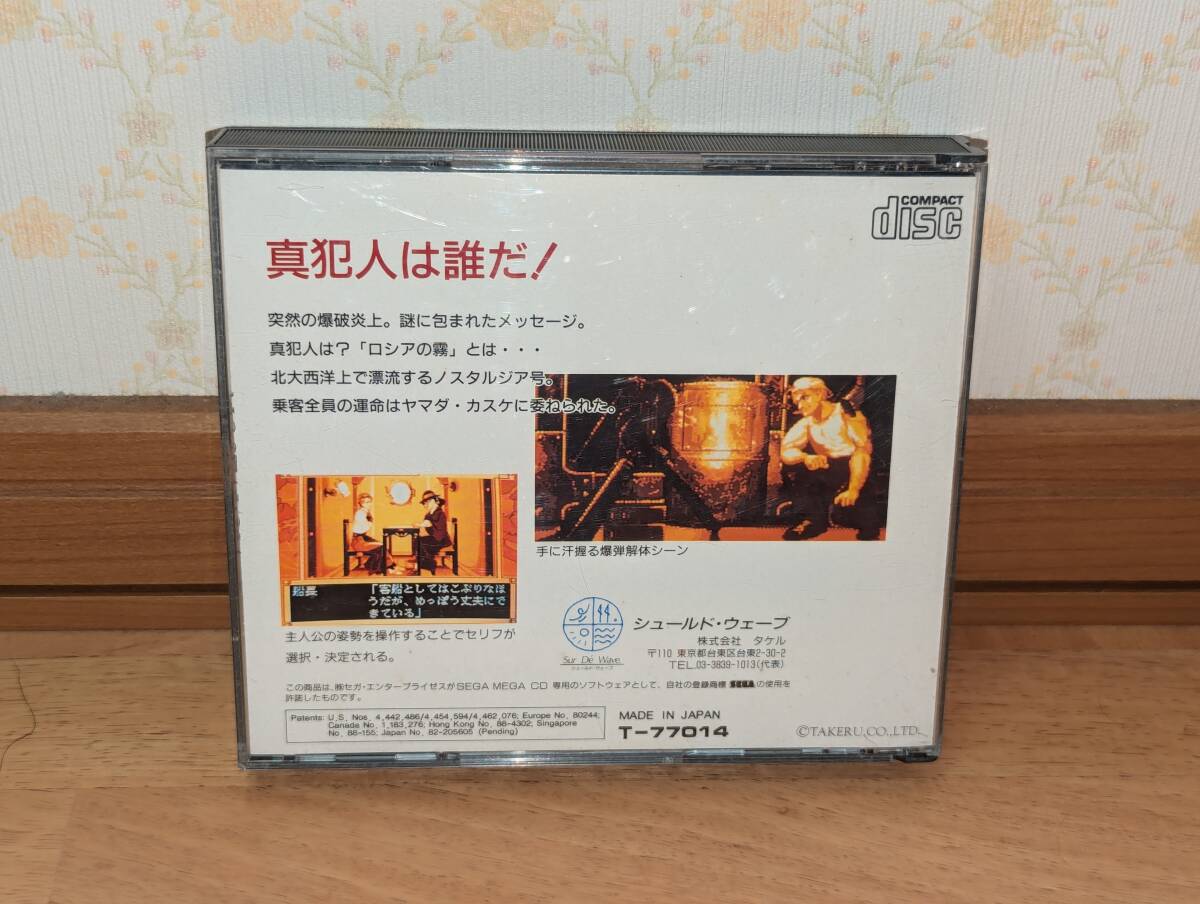 COMPACT
disc
真犯人は誰だ!
突然の爆破炎上。謎に包まれたメッセージ。
真犯人は?「ロシアの霧」とは・・・
北大西洋上で漂流するノスタルジア号。
乗客全員の運命はヤマダ・カスケに委ねられた。
手に汗握る爆弾解体シーン
船長
「客船としてはこぶりなほ
うだが、めっぽう丈夫にで
きている」
主人公の姿勢を操作することでセリフが
選択・決定される。
Sur Dé Wave
シュールド・ウェーブ
シュールド・ウェーブ
株式会社 タケル
〒110 東京都台東区台東2-30-2
TEL.03-3839-1013(代表)
この商品は、㈱セガ・エンタープライゼスがSEGA MEGA CD 専用のソフトウェアとして、自社の登録商標 SEGA の使用を
許諾したものです。
Patents: U.S. Nos. 4,442,486/4,454,594/4,462,076; Europe No. 80244;
Canada No. 1,183,276; Hong Kong No. 88-4302; Singapore
No. 88-155; Japan No. 82-205605 (Pending)
MADE IN JAPAN
T-77014
©TAKERU.CO.,LTD.